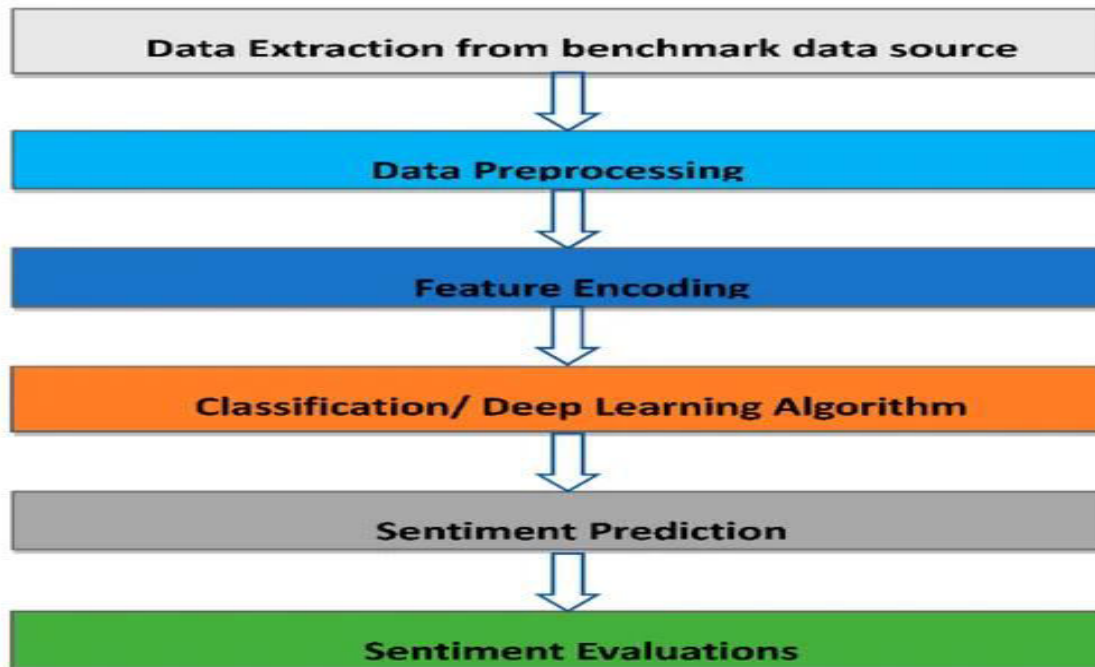 Data Extraction from benchmark data source
Data Preprocessing
Feature Encoding
Classification/ Deep Learning Algorithm
Sentiment Prediction
Sentiment Evaluations